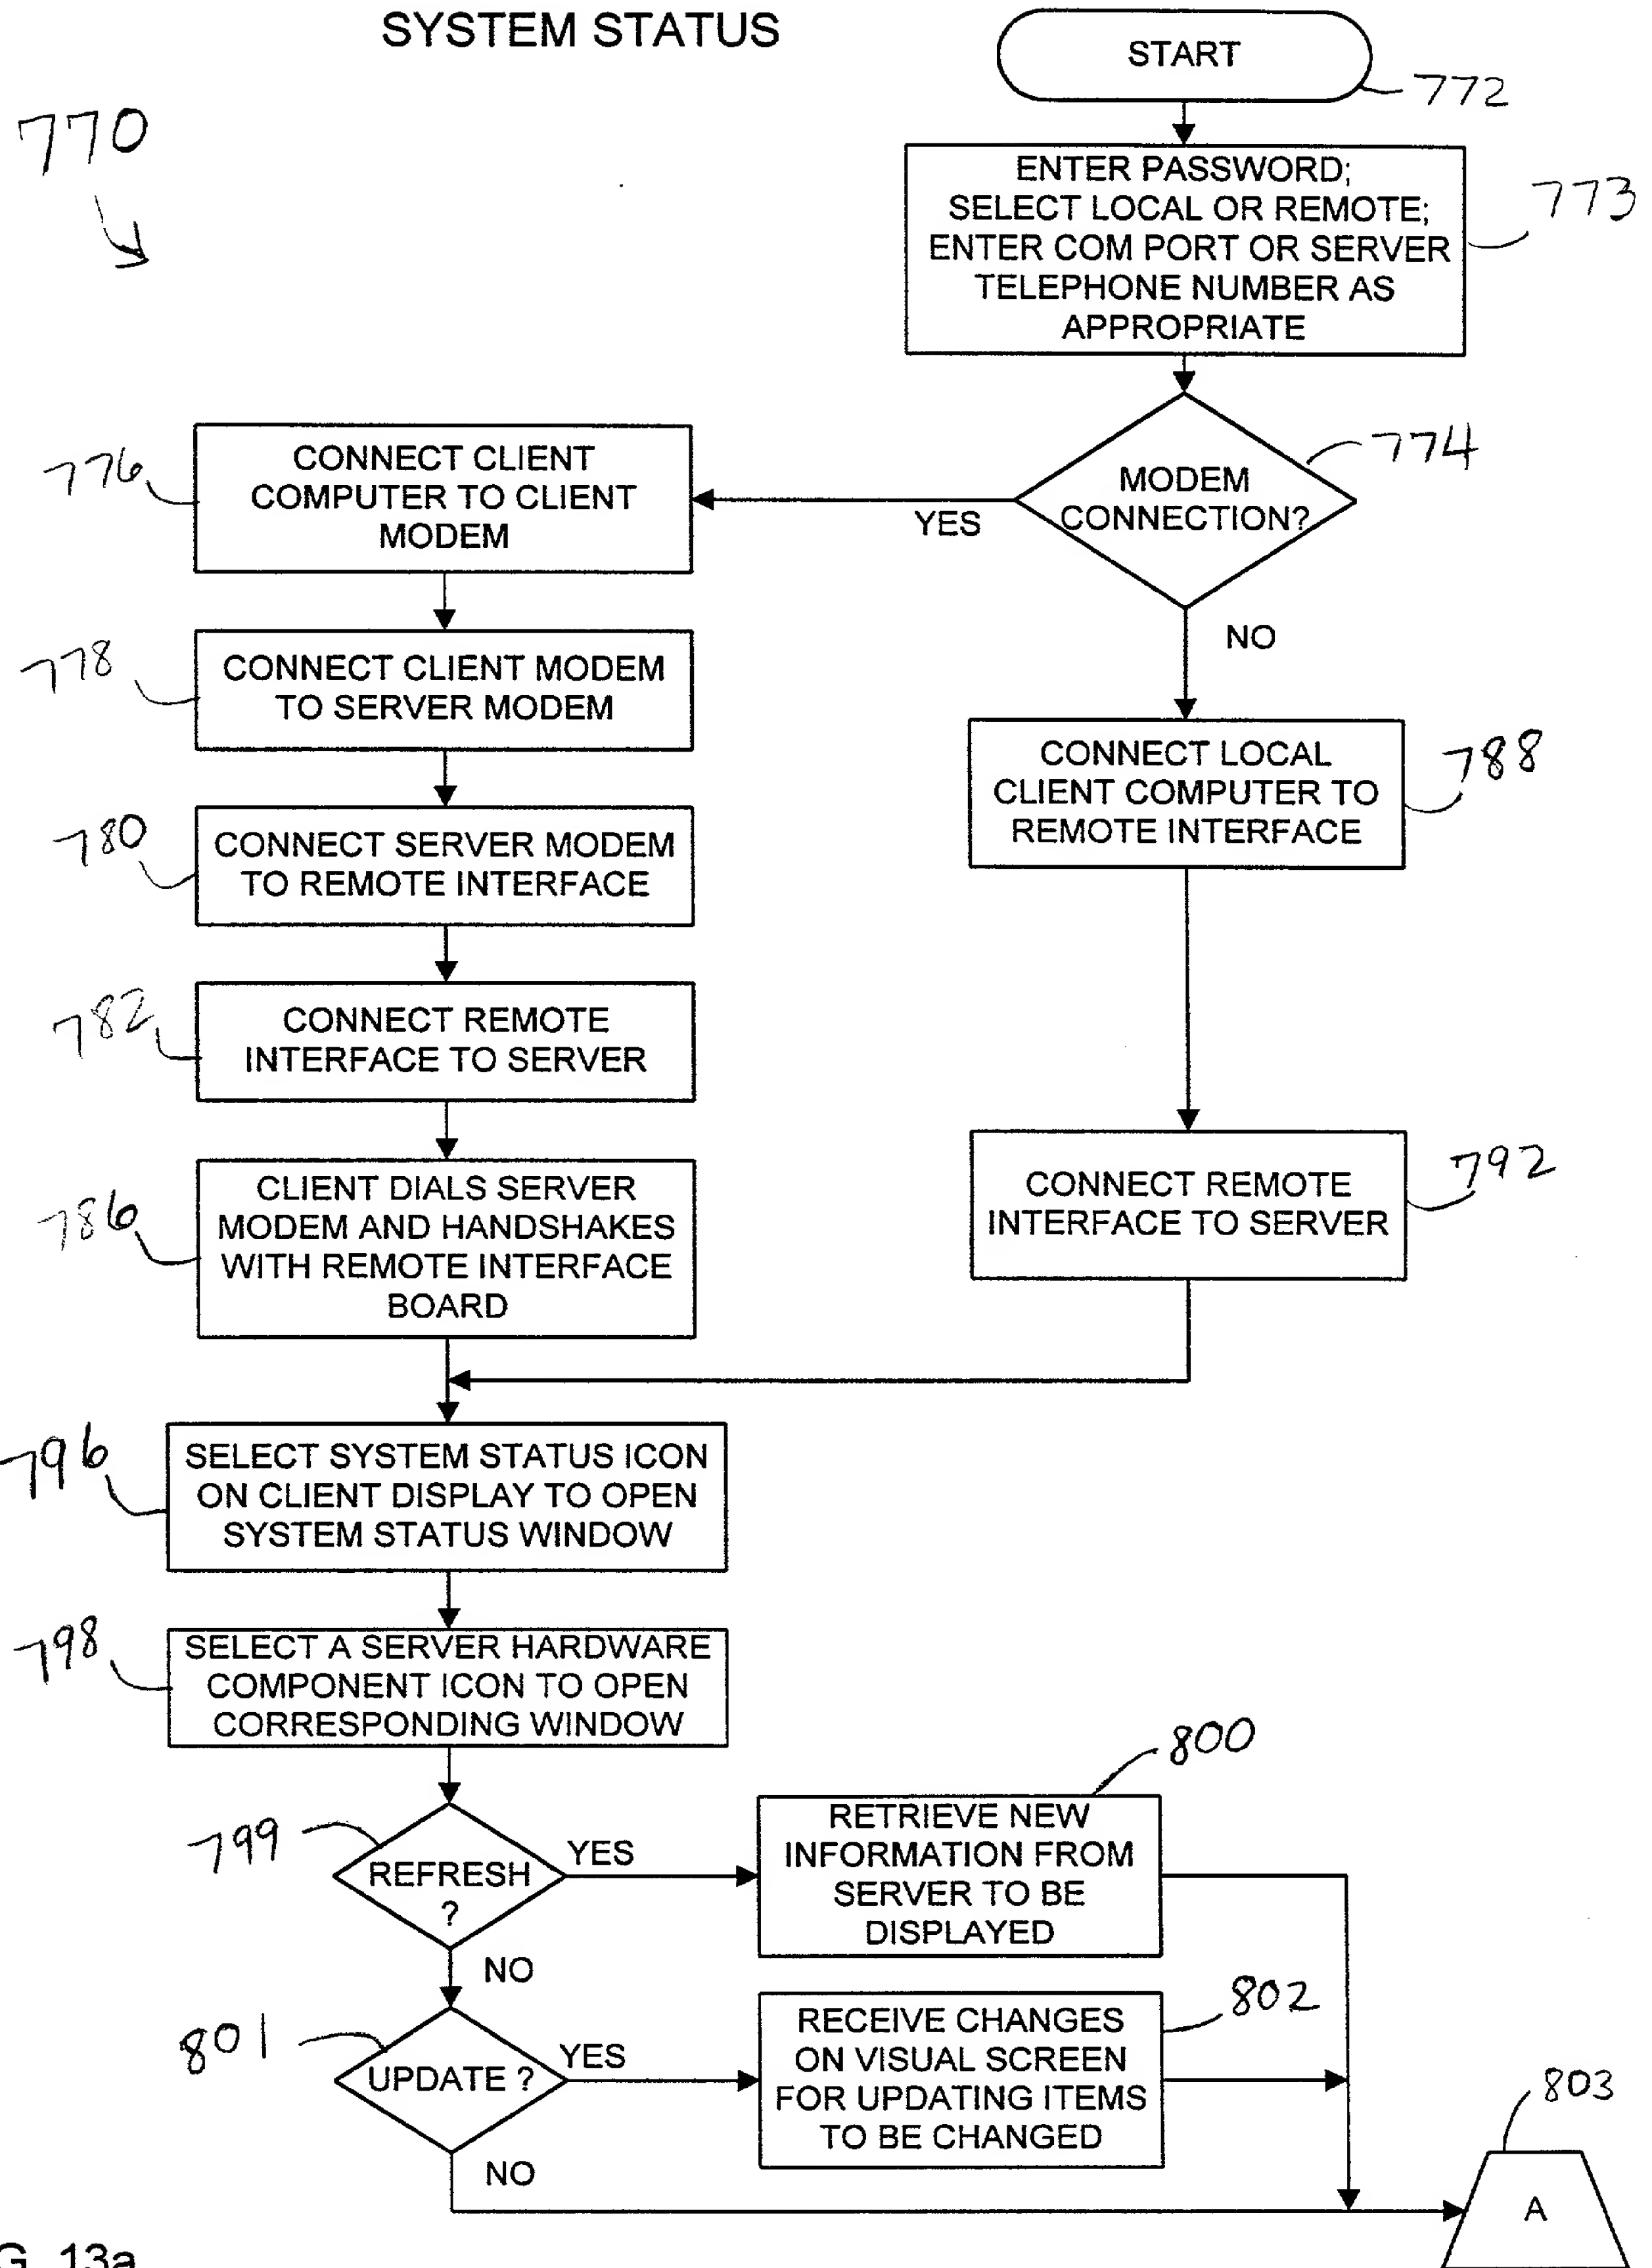 SYSTEM STATUS
START
772
770
ENTER PASSWORD;
SELECT LOCAL OR REMOTE;
ENTER COM PORT OR SERVER
TELEPHONE NUMBER AS
APPROPRIATE
773
MODEM
CONNECTION?
774
YES
NO
CONNECT CLIENT
COMPUTER TO CLIENT
MODEM
776
CONNECT CLIENT MODEM
TO SERVER MODEM
778
CONNECT SERVER MODEM
TO REMOTE INTERFACE
780
CONNECT REMOTE
INTERFACE TO SERVER
782
CLIENT DIALS SERVER
MODEM AND HANDSHAKES
WITH REMOTE INTERFACE
BOARD
786
CONNECT LOCAL
CLIENT COMPUTER TO
REMOTE INTERFACE
788
CONNECT REMOTE
INTERFACE TO SERVER
792
SELECT SYSTEM STATUS ICON
ON CLIENT DISPLAY TO OPEN
SYSTEM STATUS WINDOW
796
SELECT A SERVER HARDWARE
COMPONENT ICON TO OPEN
CORRESPONDING WINDOW
798
REFRESH
?
799
YES
NO
RETRIEVE NEW
INFORMATION FROM
SERVER TO BE
DISPLAYED
800
UPDATE ?
801
YES
NO
RECEIVE CHANGES
ON VISUAL SCREEN
FOR UPDATING ITEMS
TO BE CHANGED
802
803
A
G. 13a